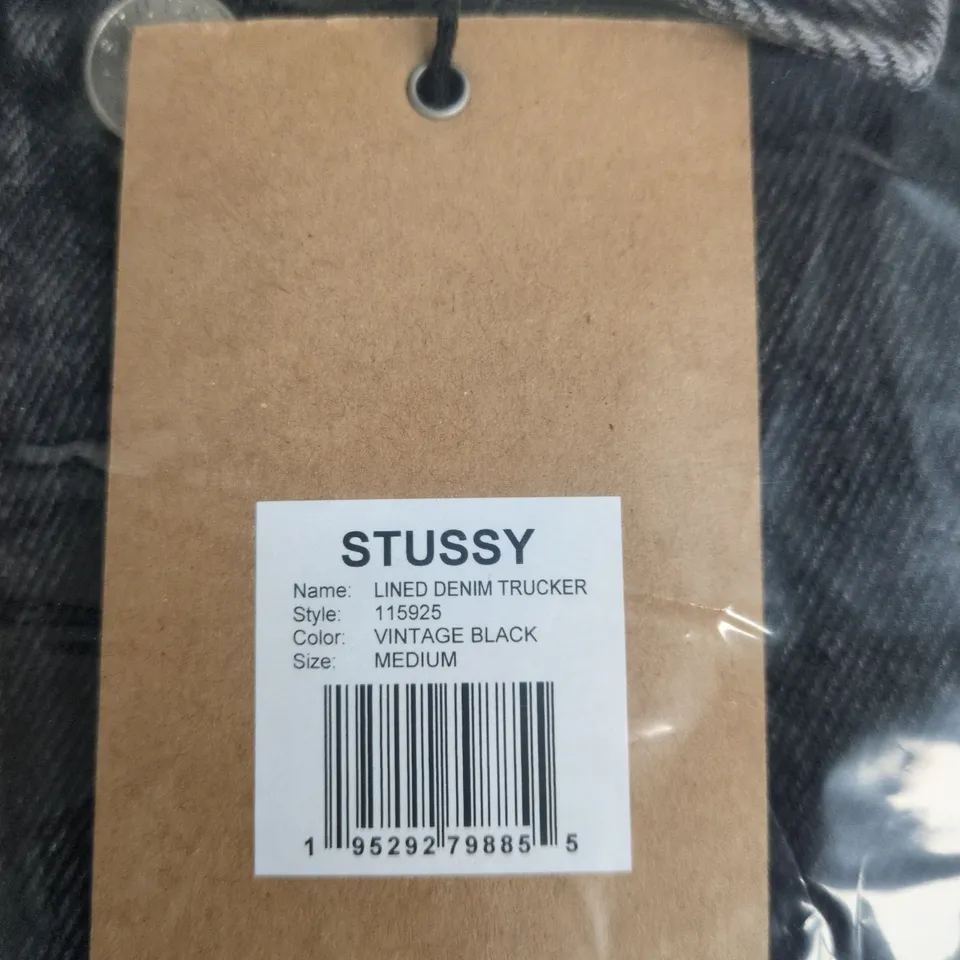 STUSSY
Name: LINED DENIM TRUCKER
Style: 115925
Color: VINTAGE BLACK
Size: MEDIUM
1 95292 79885 5